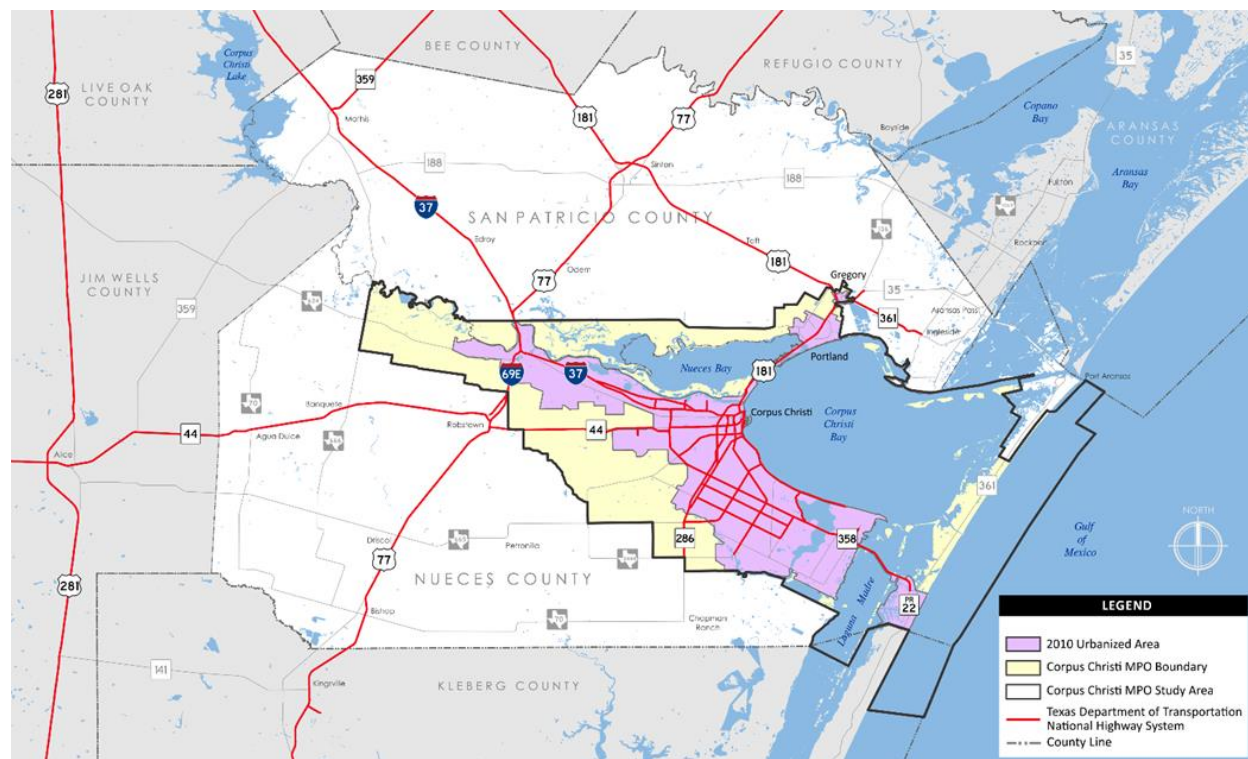 BEE COUNTY
REFUGIO COUNTY
35
Corpus
Christi
Lake
359
LIVE OAK
COUNTY
281
181
77
Copano
Bay
ARANSAS
COUNTY
Mathis
Bayside
188
Sinton
188
Aransas
Bay
Fulton
37
SAN PATRICIO COUNTY
Rockport
Edroy
Taft
181
JIM WELLS
COUNTY
77
Odem
Gregory
35
359
361
Aransas Pass
Ingleside
Portland
Nueces Bay
181
Port Aransas
69E
37
70
Banquete
Corpus Christi
Corpus
Christi
Bay
44
Agua Dulce
Robstown
44
Alice
361
NORTH
286
358
Gulf
of
Mexico
Driscol
77
Petronilla
281
NUECES COUNTY
Laguna Madre
PR
22
Bishop
70
Chapman
Ranch
141
Kingsville
KLEBERG COUNTY
LEGEND
2010 Urbanized Area
Corpus Christi MPO Boundary
Corpus Christi MPO Study Area
Texas Department of Transportation
National Highway System
County Line